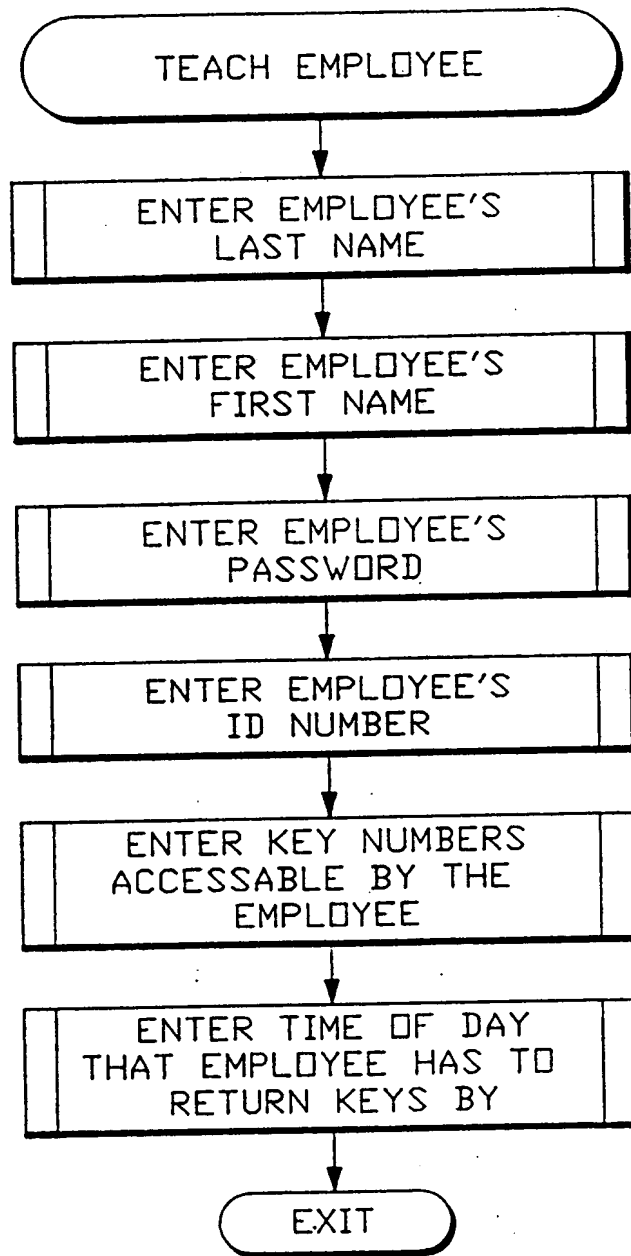 TEACH EMPLOYEE
ENTER EMPLOYEE'S
LAST NAME
ENTER EMPLOYEE'S
FIRST NAME
ENTER EMPLOYEE'S
PASSWORD
ENTER EMPLOYEE'S
ID NUMBER
ENTER KEY NUMBERS
ACCESSABLE BY THE
EMPLOYEE
ENTER TIME OF DAY
THAT EMPLOYEE HAS TO
RETURN KEYS BY
EXIT